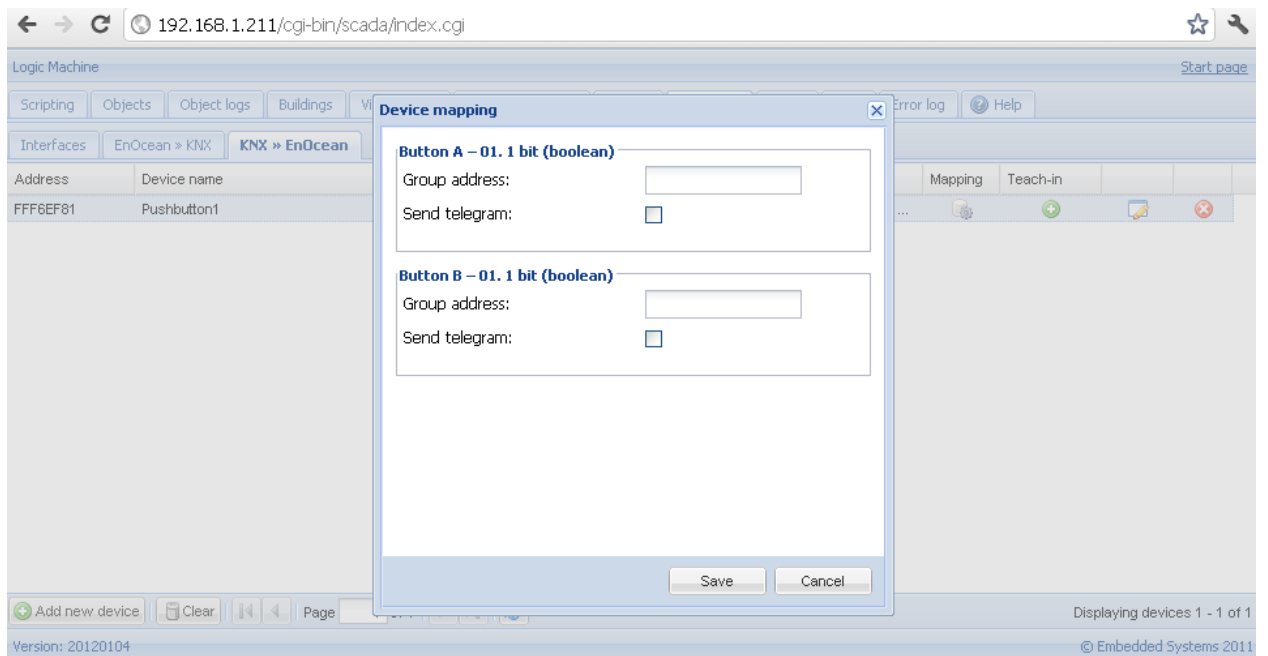 192.168.1.211/cgi-bin/scada/index.cgi
Logic Machine Start page
Scripting Objects Object logs Buildings Vi Error log Help
Device mapping
Interfaces EnOcean » KNX KNX » EnOcean
Address Device name Mapping Teach-in
FFF6EF81 Pushbutton1 ...
Button A – 01. 1 bit (boolean)
Group address:
Send telegram:
Button B – 01. 1 bit (boolean)
Group address:
Send telegram:
Save Cancel
Add new device Clear Page Displaying devices 1 - 1 of 1
Version: 20120104 © Embedded Systems 2011